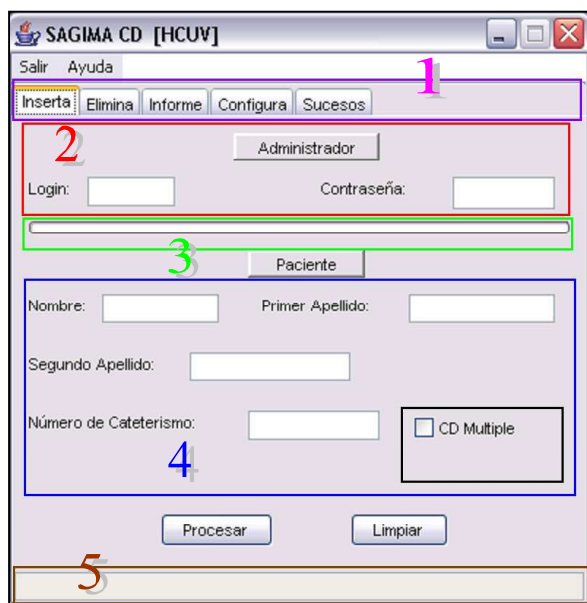 SAGIMA CD [HCUV]
Salir Ayuda
1
Inserta Elimina Informe Configura Sucesos
2
Administrador
Login: Contraseña:
3
Paciente
Nombre: Primer Apellido:
Segundo Apellido:
Número de Cateterismo: CD Multiple
4
Procesar Limpiar
5